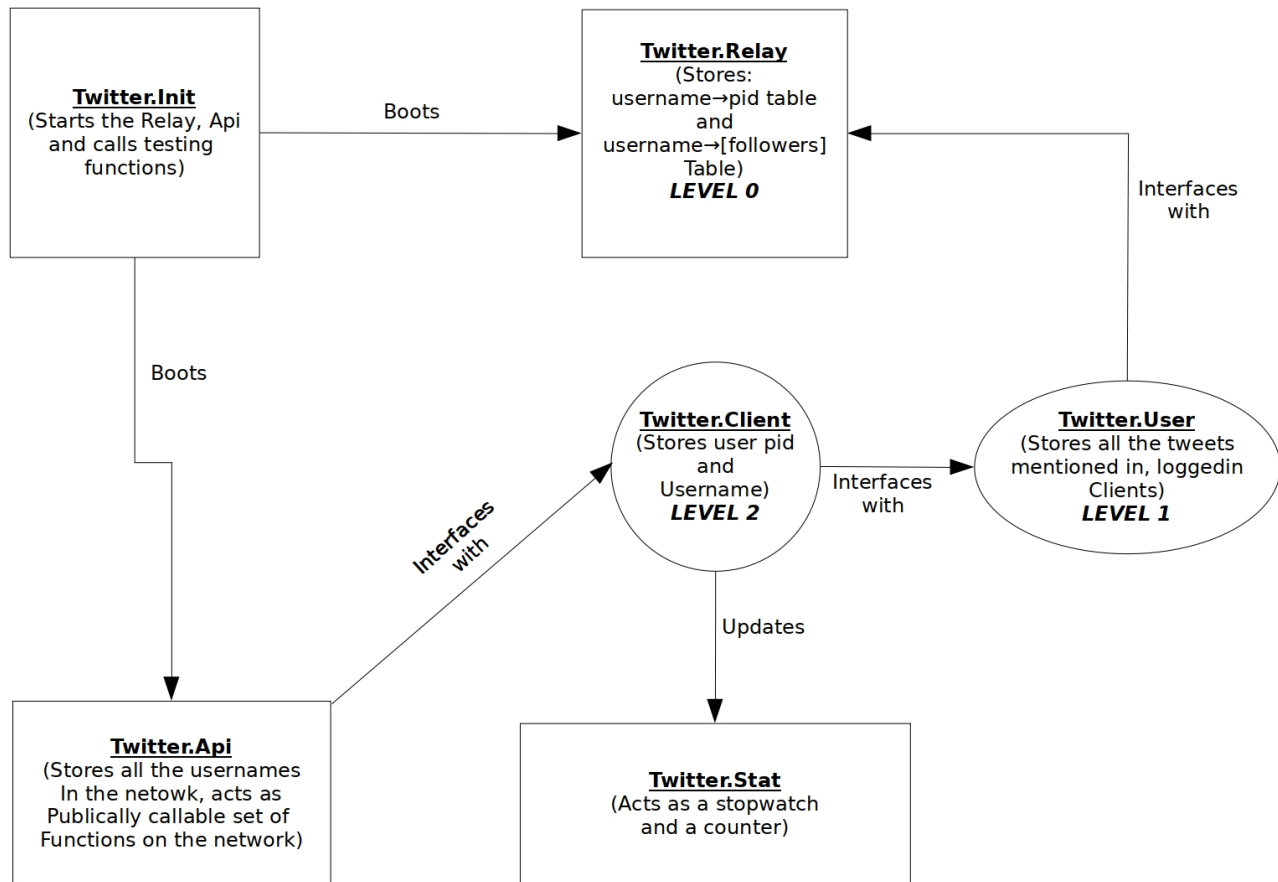 Twitter.Init
(Starts the Relay, Api
and calls testing
functions)
Boots
Twitter.Relay
(Stores:
username→pid table
and
username→[followers]
Table)
LEVEL 0
Interfaces
with
Boots
Twitter.Client
(Stores user pid
and
Username)
LEVEL 2
Interfaces
with
Twitter.User
(Stores all the tweets
mentioned in, loggedin
Clients)
LEVEL 1
Interfaces
with
Updates
Twitter.Api
(Stores all the usernames
In the netowk, acts as
Publically callable set of
Functions on the network)
Twitter.Stat
(Acts as a stopwatch
and a counter)